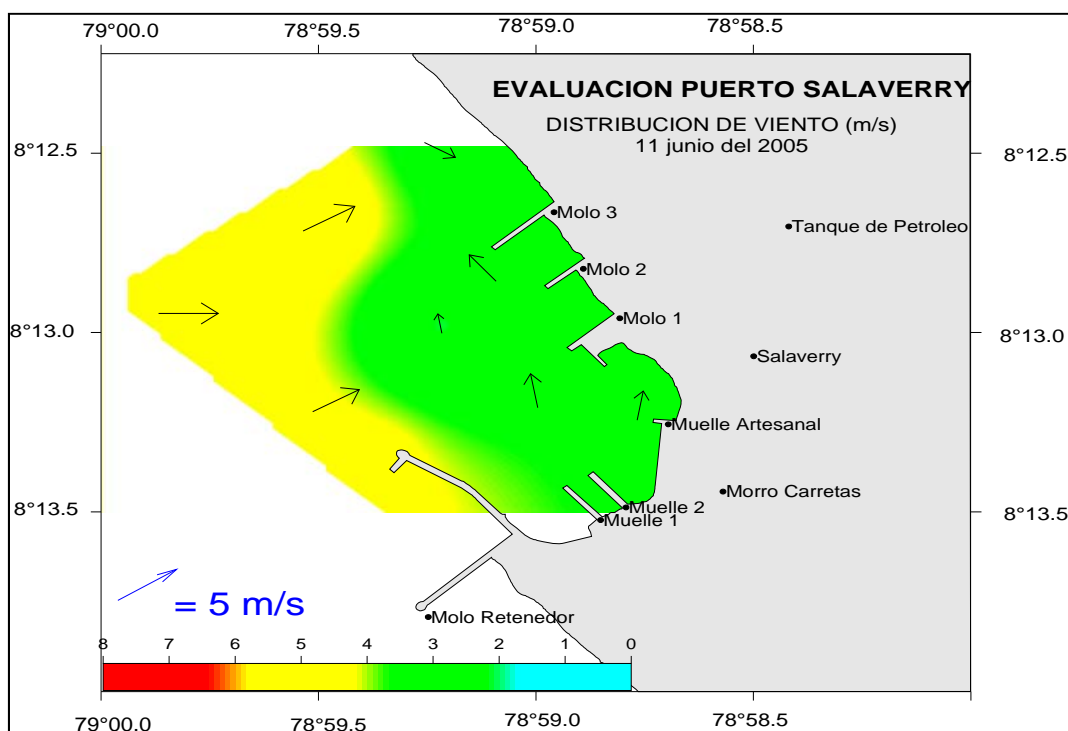 79°00.0 78°59.5 78°59.0 78°58.5
EVALUACION PUERTO SALAVERRY
DISTRIBUCION DE VIENTO (m/s)
11 junio del 2005
8°12.5 8°12.5
Molo 3
Tanque de Petroleo
Molo 2
Molo 1
8°13.0 8°13.0
Salaverry
Muelle Artesanal
Morro Carretas
Muelle 2
8°13.5 8°13.5
Muelle 1
= 5 m/s
Molo Retenedor
8 7 6 5 4 3 2 1 0
79°00.0 78°59.5 78°59.0 78°58.5